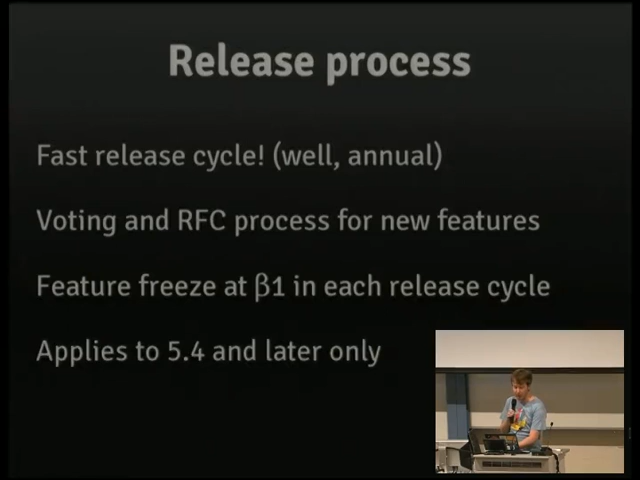 Release process
Fast release cycle! (well, annual)
Voting and RFC process for new features
Feature freeze at β1 in each release cycle
Applies to 5.4 and later only